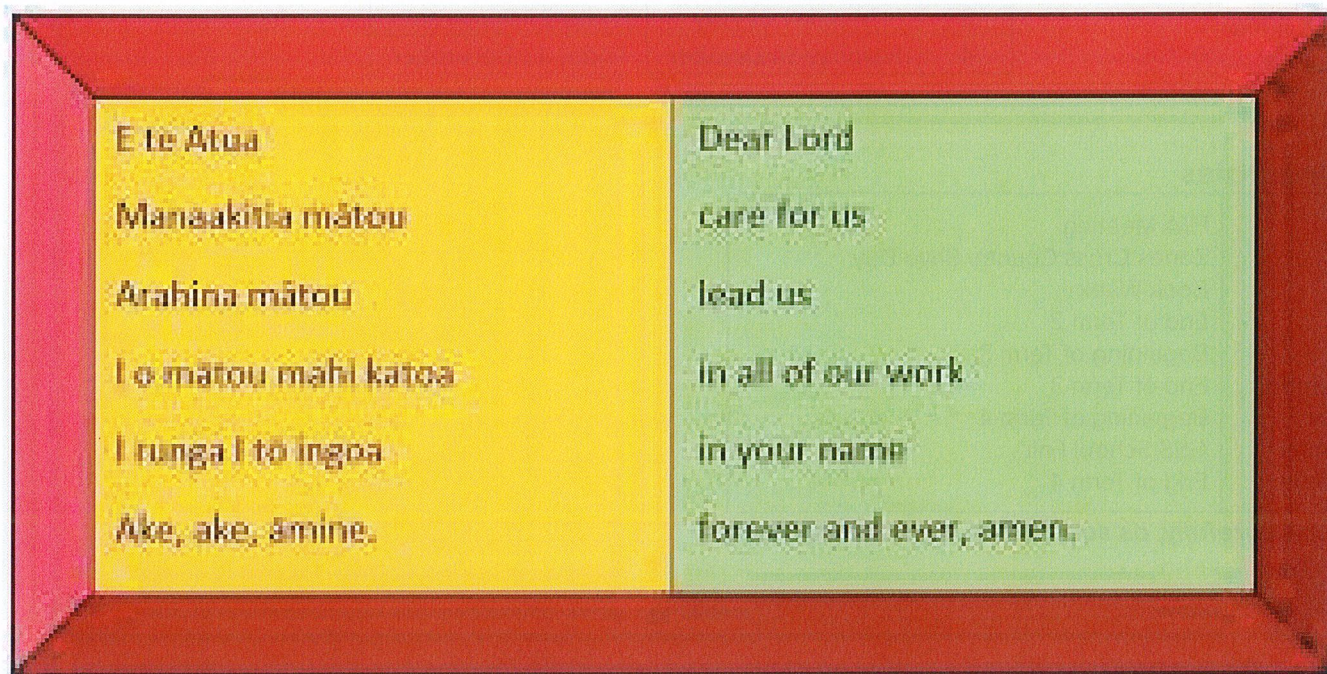 E te Atua
Manaakitia mātou
Arahina mātou
I o mātou mahi katoa
I runga I tō ingoa
Ake, ake, āmine.
Dear Lord
care for us
lead us
in all of our work
in your name
forever and ever, amen.